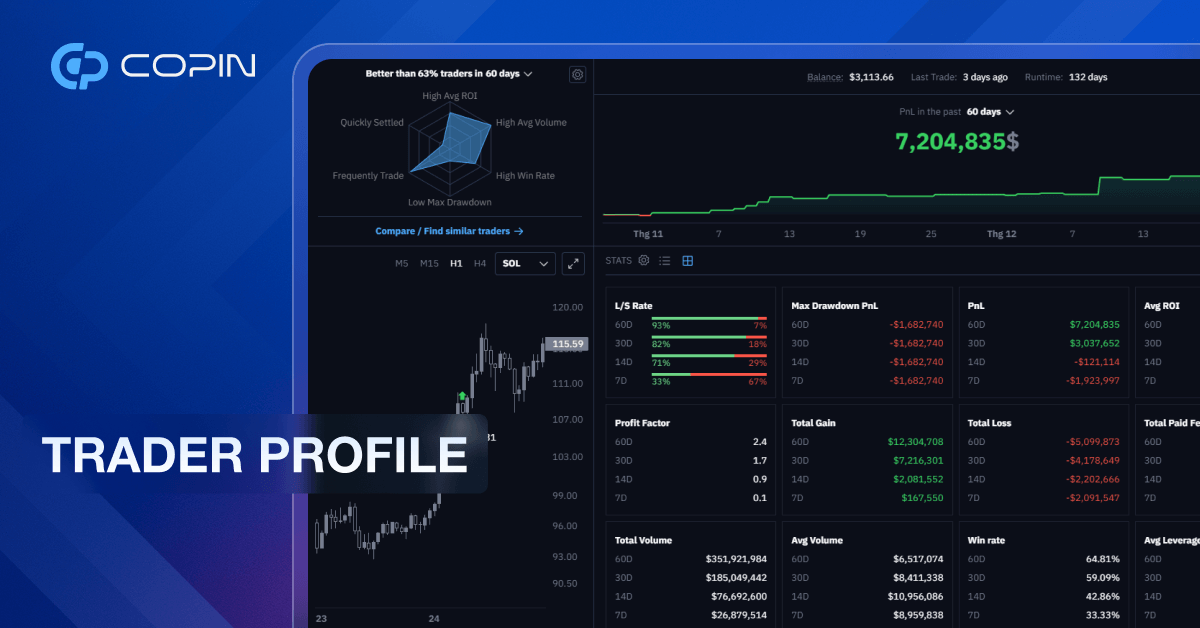 COPIN
TRADER PROFILE
Better than 63% traders in 60 days
High Avg ROI
Quickly Settled
High Avg Volume
Frequently Trade
High Win Rate
Low Max Drawdown
Compare / Find similar traders →
M5 M15 H1 H4 SOL
120.00
115.59
111.00
107.00
103.00
99.00
96.00
93.00
90.50
23 24
Balance: $3,113.66 Last Trade: 3 days ago Runtime: 132 days
PnL in the past 60 days
7,204,835$
Thg 11 7 13 19 25 Thg 12 7 13
STATS
L/S Rate
60D 93% 7%
30D 82% 18%
14D 71% 29%
7D 33% 67%
Max Drawdown PnL
60D -$1,682,740
30D -$1,682,740
14D -$1,682,740
7D -$1,682,740
PnL
60D $7,204,835
30D $3,037,652
14D -$121,114
7D -$1,923,997
Avg ROI
60D
30D
14D
7D
Profit Factor
60D 2.4
30D 1.7
14D 0.9
7D 0.1
Total Gain
60D $12,304,708
30D $7,216,301
14D $2,081,552
7D $167,550
Total Loss
60D -$5,099,873
30D -$4,178,649
14D -$2,202,666
7D -$2,091,547
Total Paid Fe
60D
30D
14D
7D
Total Volume
60D $351,921,984
30D $185,049,442
14D $76,692,600
7D $26,879,514
Avg Volume
60D $6,517,074
30D $8,411,338
14D $10,956,086
7D $8,959,838
Win rate
60D 64.81%
30D 59.09%
14D 42.86%
7D 33.33%
Avg Leverage
60D
30D
14D
7D